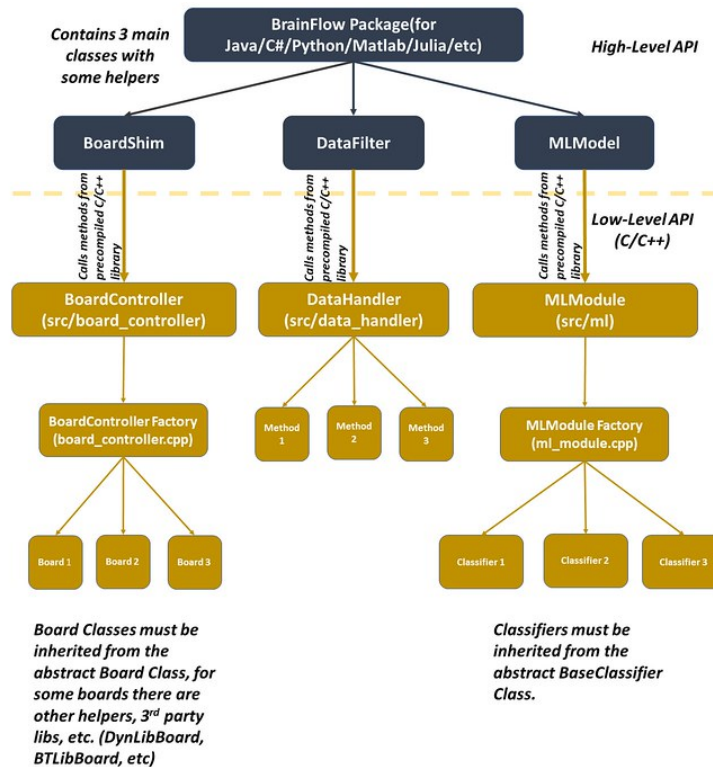 BrainFlow Package(for
Java/C#/Python/Matlab/Julia/etc)
Contains 3 main
classes with
some helpers
High-Level API
BoardShim
DataFilter
MLModel
Calls methods from
precompiled C/C++
library
Calls methods from
precompiled C/C++
library
Calls methods from
precompiled C/C++
library
Low-Level API
(C/C++)
BoardController
(src/board_controller)
DataHandler
(src/data_handler)
MLModule
(src/ml)
BoardController Factory
(board_controller.cpp)
Method
1
Method
2
Method
3
MLModule Factory
(ml_module.cpp)
Board 1
Board 2
Board 3
Classifier 1
Classifier 2
Classifier 3
Board Classes must be
inherited from the
abstract Board Class, for
some boards there are
other helpers, 3rd party
libs, etc. (DynLibBoard,
BTLibBoard, etc)
Classifiers must be
inherited from the
abstract BaseClassifier
Class.